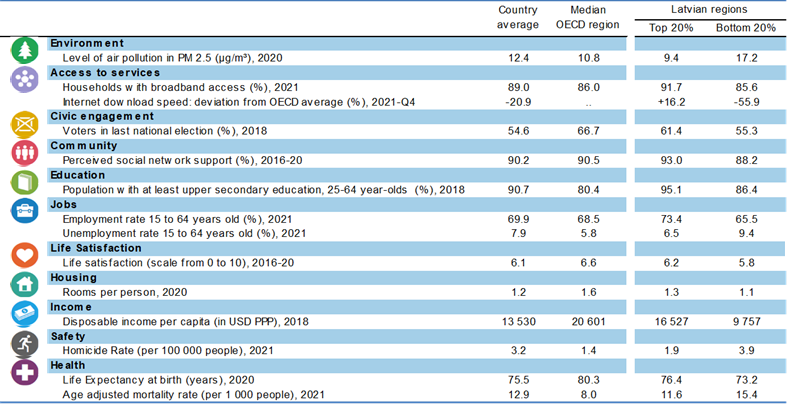 Country average Median OECD region Latvian regions
Top 20% Bottom 20%
Environment
Level of air pollution in PM 2.5 (µg/m³), 2020 12.4 10.8 9.4 17.2
Access to services
Households with broadband access (%), 2021 89.0 86.0 91.7 85.6
Internet download speed: deviation from OECD average (%), 2021-Q4 -20.9 .. +16.2 -55.9
Civic engagement
Voters in last national election (%), 2018 54.6 66.7 61.4 55.3
Community
Perceived social network support (%), 2016-20 90.2 90.5 93.0 88.2
Education
Population with at least upper secondary education, 25-64 year-olds (%), 2018 90.7 80.4 95.1 86.4
Jobs
Employment rate 15 to 64 years old (%), 2021 69.9 68.5 73.4 65.5
Unemployment rate 15 to 64 years old (%), 2021 7.9 5.8 6.5 9.4
Life Satisfaction
Life satisfaction (scale from 0 to 10), 2016-20 6.1 6.6 6.2 5.8
Housing
Rooms per person, 2020 1.2 1.6 1.3 1.1
Income
Disposable income per capita (in USD PPP), 2018 13 530 20 601 16 527 9 757
Safety
Homicide Rate (per 100 000 people), 2021 3.2 1.4 1.9 3.9
Health
Life Expectancy at birth (years), 2020 75.5 80.3 76.4 73.2
Age adjusted mortality rate (per 1 000 people), 2021 12.9 8.0 11.6 15.4